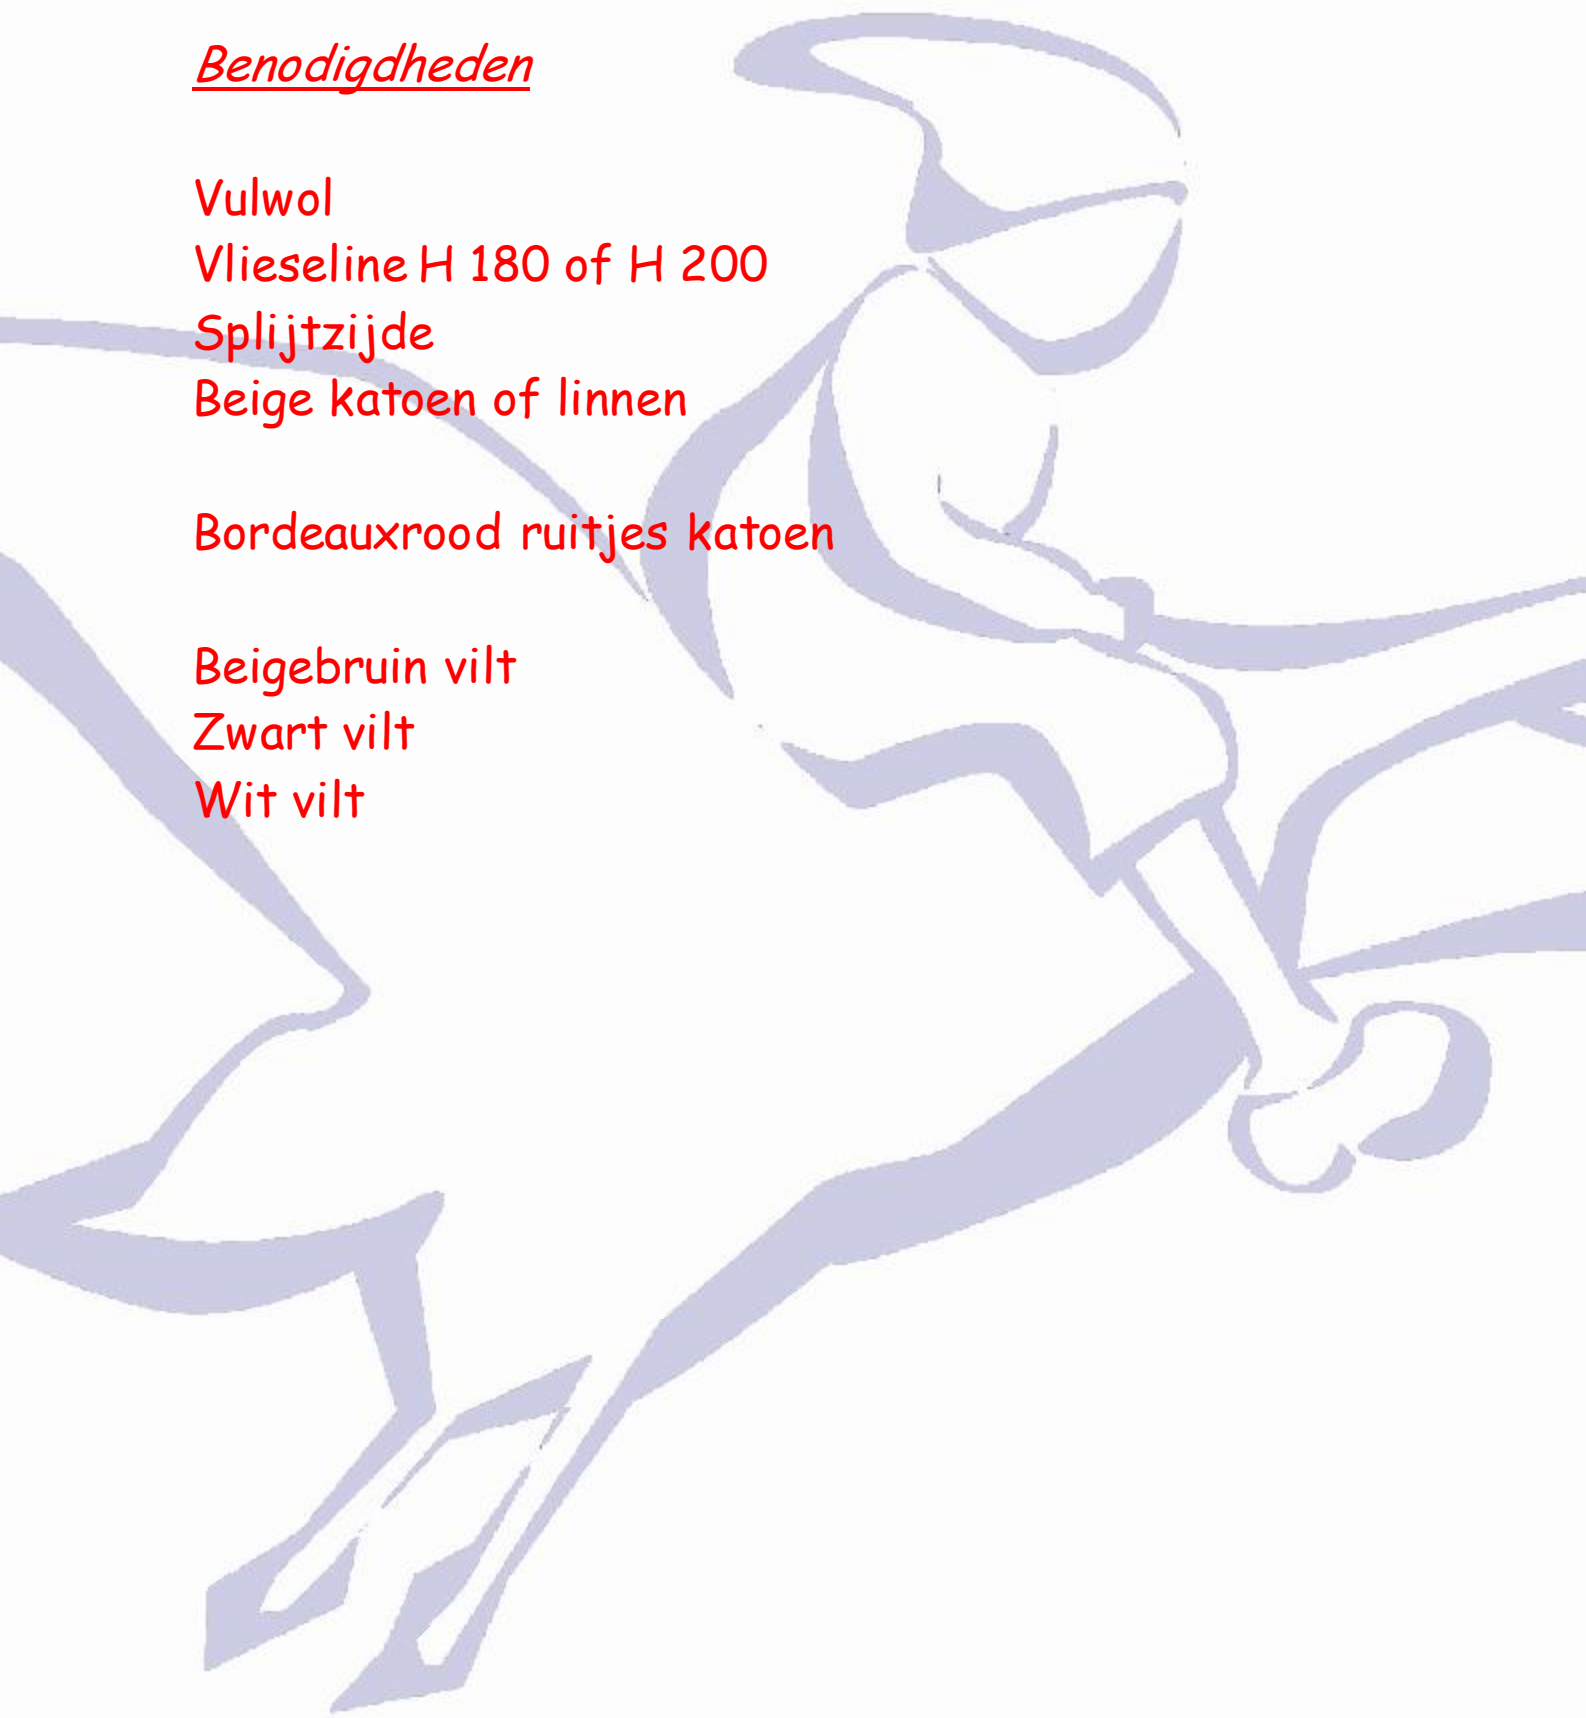 Benodigdheden
Vulwol
Vlieseline H 180 of H 200
Splijtzijde
Beige katoen of linnen
Bordeauxrood ruitjes katoen
Beigebruin vilt
Zwart vilt
Wit vilt